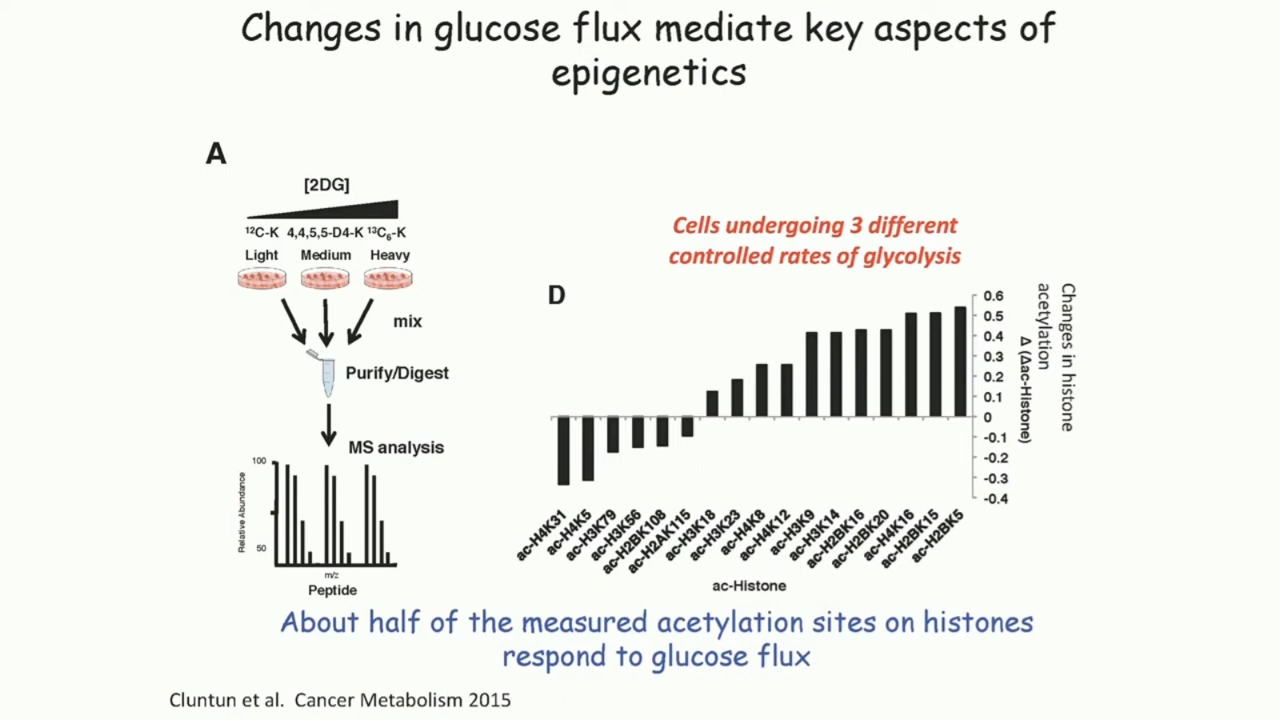 Changes in glucose flux mediate key aspects of
epigenetics
A
[2DG]
¹²C-K 4,4,5,5-D4-K ¹³C₆-K
Light Medium Heavy
mix
Purify/Digest
MS analysis
100
50
Relative Abundance
m/z
Peptide
Cells undergoing 3 different
controlled rates of glycolysis
D
0.6
0.5
0.4
0.3
0.2
0.1
0
-0.1
-0.2
-0.3
-0.4
Changes in histone
acetylation
Δ (Δac-Histone)
ac-H4K31
ac-H4K5
ac-H3K79
ac-H3K56
ac-H2BK108
ac-H2AK115
ac-H3K18
ac-H3K23
ac-H4K8
ac-H4K12
ac-H3K9
ac-H3K14
ac-H2BK16
ac-H2BK20
ac-H4K16
ac-H2BK15
ac-H2BK5
ac-Histone
About half of the measured acetylation sites on histones
respond to glucose flux
Cluntun et al. Cancer Metabolism 2015